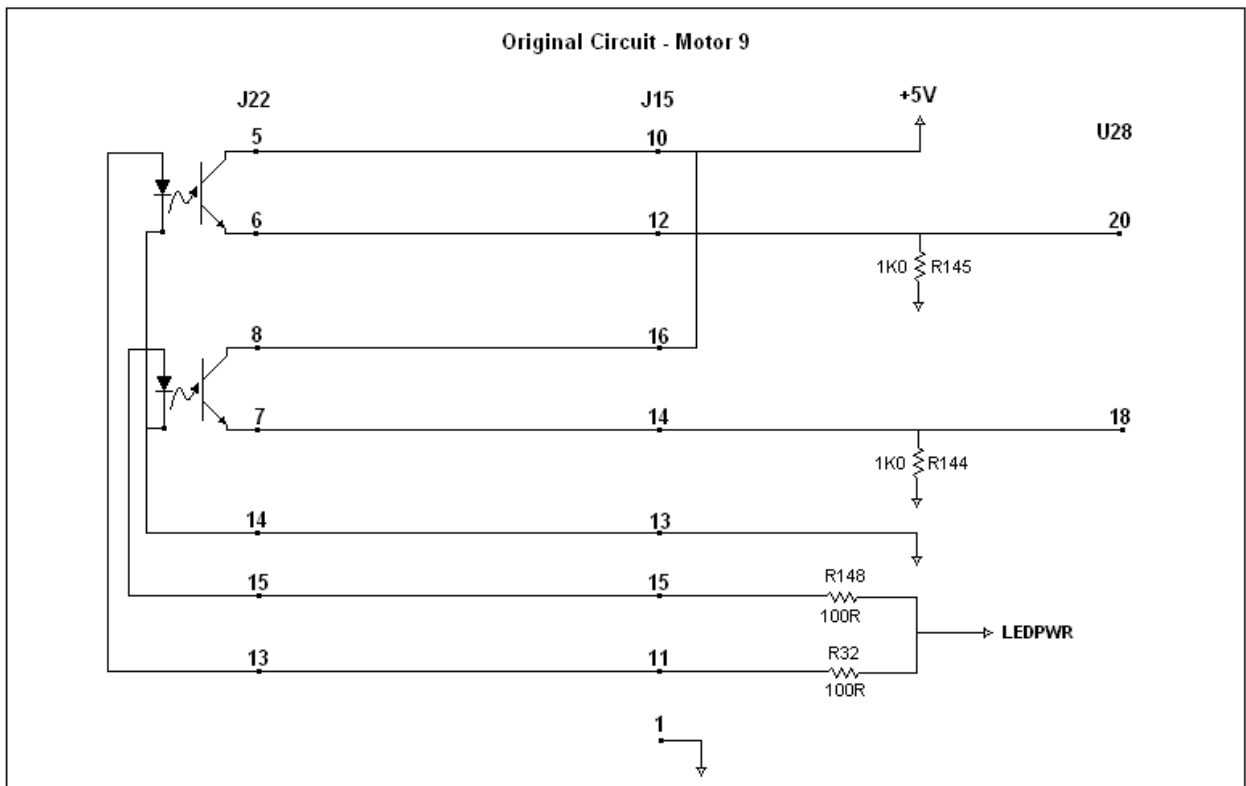 Original Circuit - Motor 9
J22 J15 +5V U28
5 10
6 12 20
1K0 R145
8 16
7 14 18
1K0 R144
14 13
15 15 R148
100R
LEDPWR
13 11 R32
100R
1